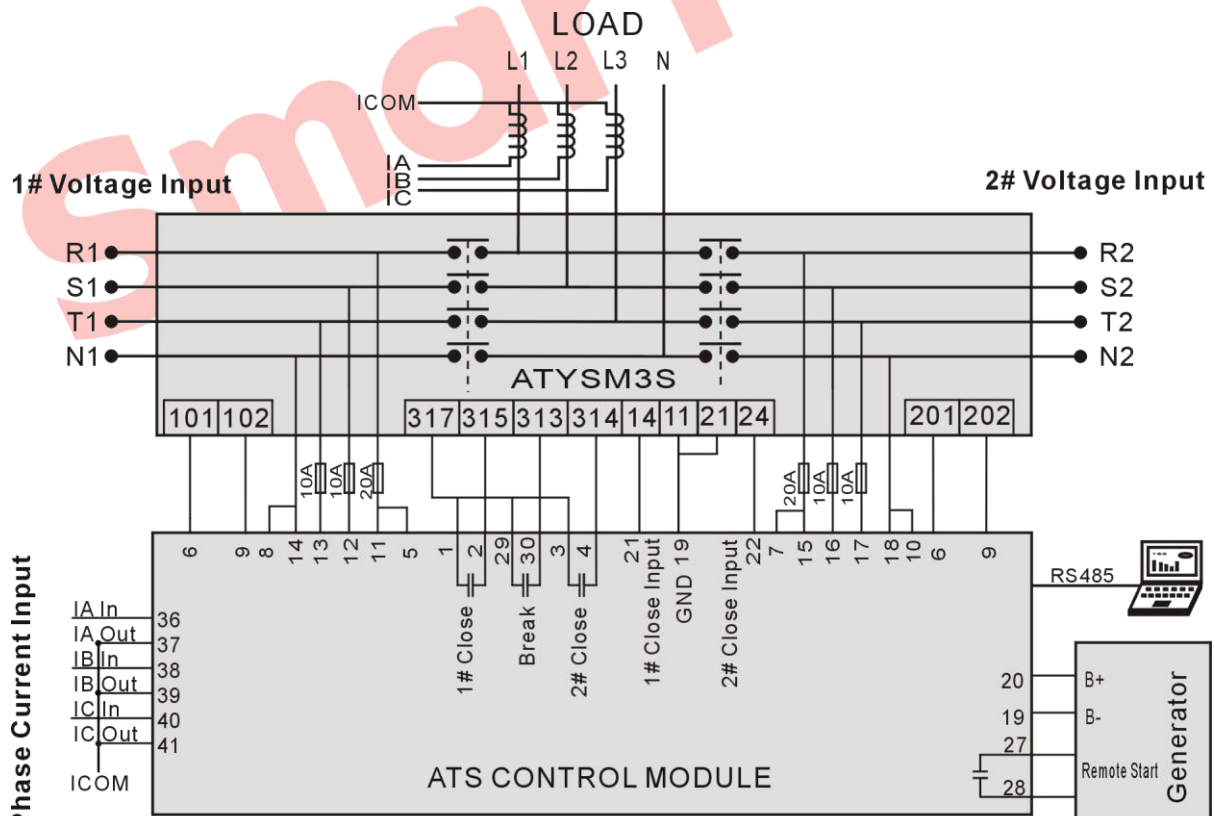 LOAD
L1 L2 L3 N
ICOM
IA
IB
IC
1# Voltage Input
2# Voltage Input
R1
R2
S1
S2
T1
T2
N1
N2
ATYSM3S
101 102 317 315 313 314 14 11 21 24 201 202
10A 10A 20A 20A 10A 10A
6 9 8 14 13 12 11 5 1 2 29 30 3 4 21 19 22 7 15 16 17 18 10 6 9
1# Close
Break
2# Close
1# Close Input
GND
2# Close Input
RS485
Phase Current Input
IA In 36
IA Out 37
IB In 38
IB Out 39
IC In 40
IC Out 41
ICOM
ATS CONTROL MODULE
20 B+
19 B-
27
Remote Start
28
Generator